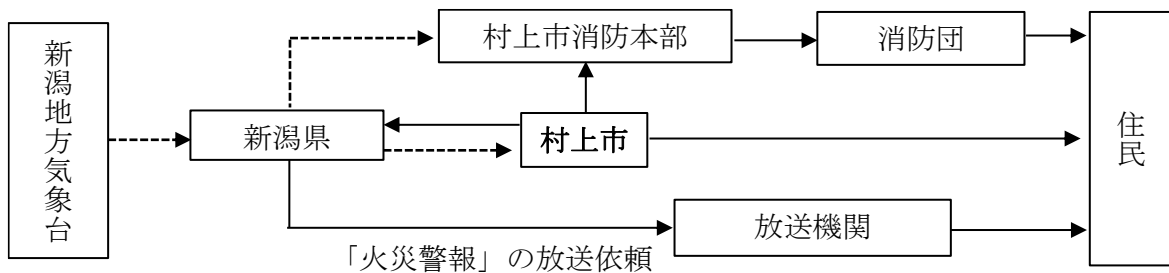 新潟地方気象台
村上市消防本部
消防団
新潟県
村上市
住民
放送機関
「火災警報」の放送依頼